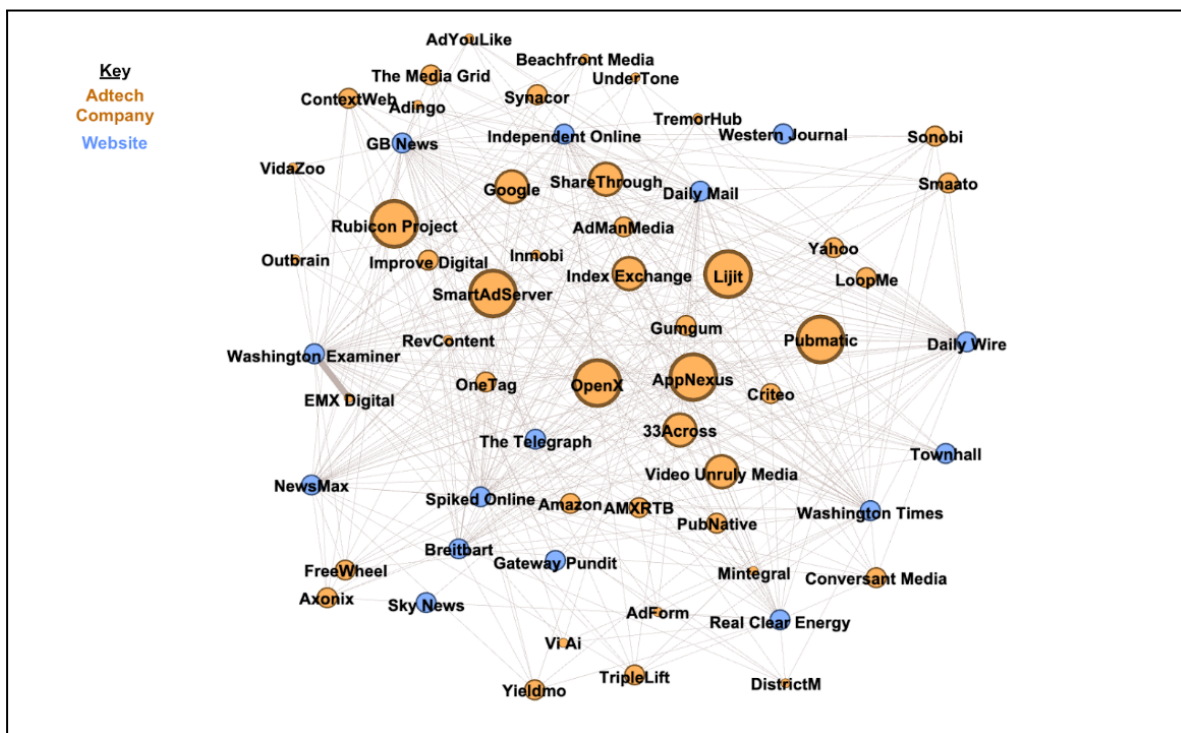 Key
Adtech
Company
Website
AdYouLike
Beachfront Media
The Media Grid
UnderTone
ContextWeb
Adingo
Synacor
TremorHub
GB News
Independent Online
Western Journal
Sonobi
VidaZoo
Google
ShareThrough
Daily Mail
Smaato
Rubicon Project
AdManMedia
Outbrain
Improve Digital
Inmobi
Yahoo
SmartAdServer
Index Exchange
Lijit
LoopMe
Gumgum
Washington Examiner
RevContent
Pubmatic
Daily Wire
EMX Digital
OneTag
OpenX
AppNexus
Criteo
The Telegraph
33Across
Townhall
NewsMax
Spiked Online
Video Unruly Media
Amazon
AMXRTB
PubNative
Washington Times
Breitbart
Gateway Pundit
FreeWheel
Mintegral
Conversant Media
Axonix
Sky News
AdForm
Real Clear Energy
Vi Ai
Yieldmo
TripleLift
DistrictM